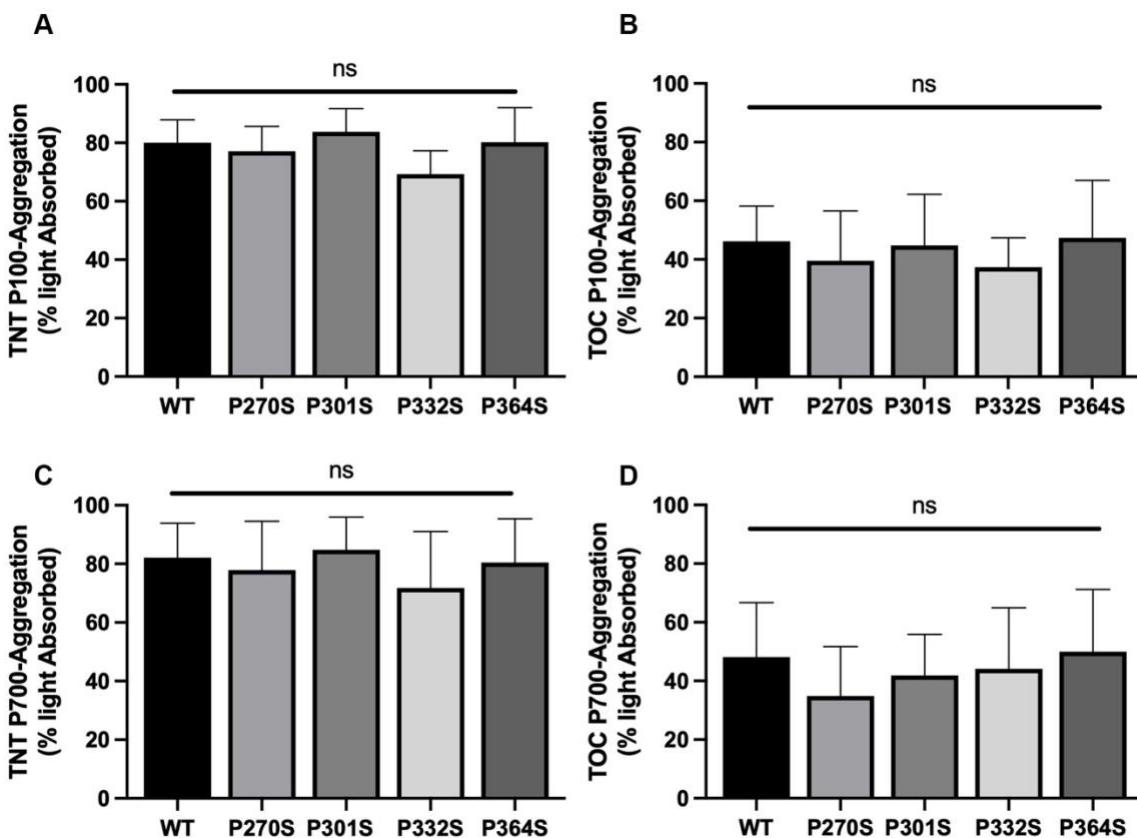 A
TNT P100-Aggregation
(% light Absorbed)
ns
100
80
60
40
20
0
WT P270S P301S P332S P364S
B
TOC P100-Aggregation
(% light Absorbed)
ns
100
80
60
40
20
0
WT P270S P301S P332S P364S
C
TNT P700-Aggregation
(% light Absorbed)
ns
100
80
60
40
20
0
WT P270S P301S P332S P364S
D
TOC P700-Aggregation
(% light Absorbed)
ns
100
80
60
40
20
0
WT P270S P301S P332S P364S